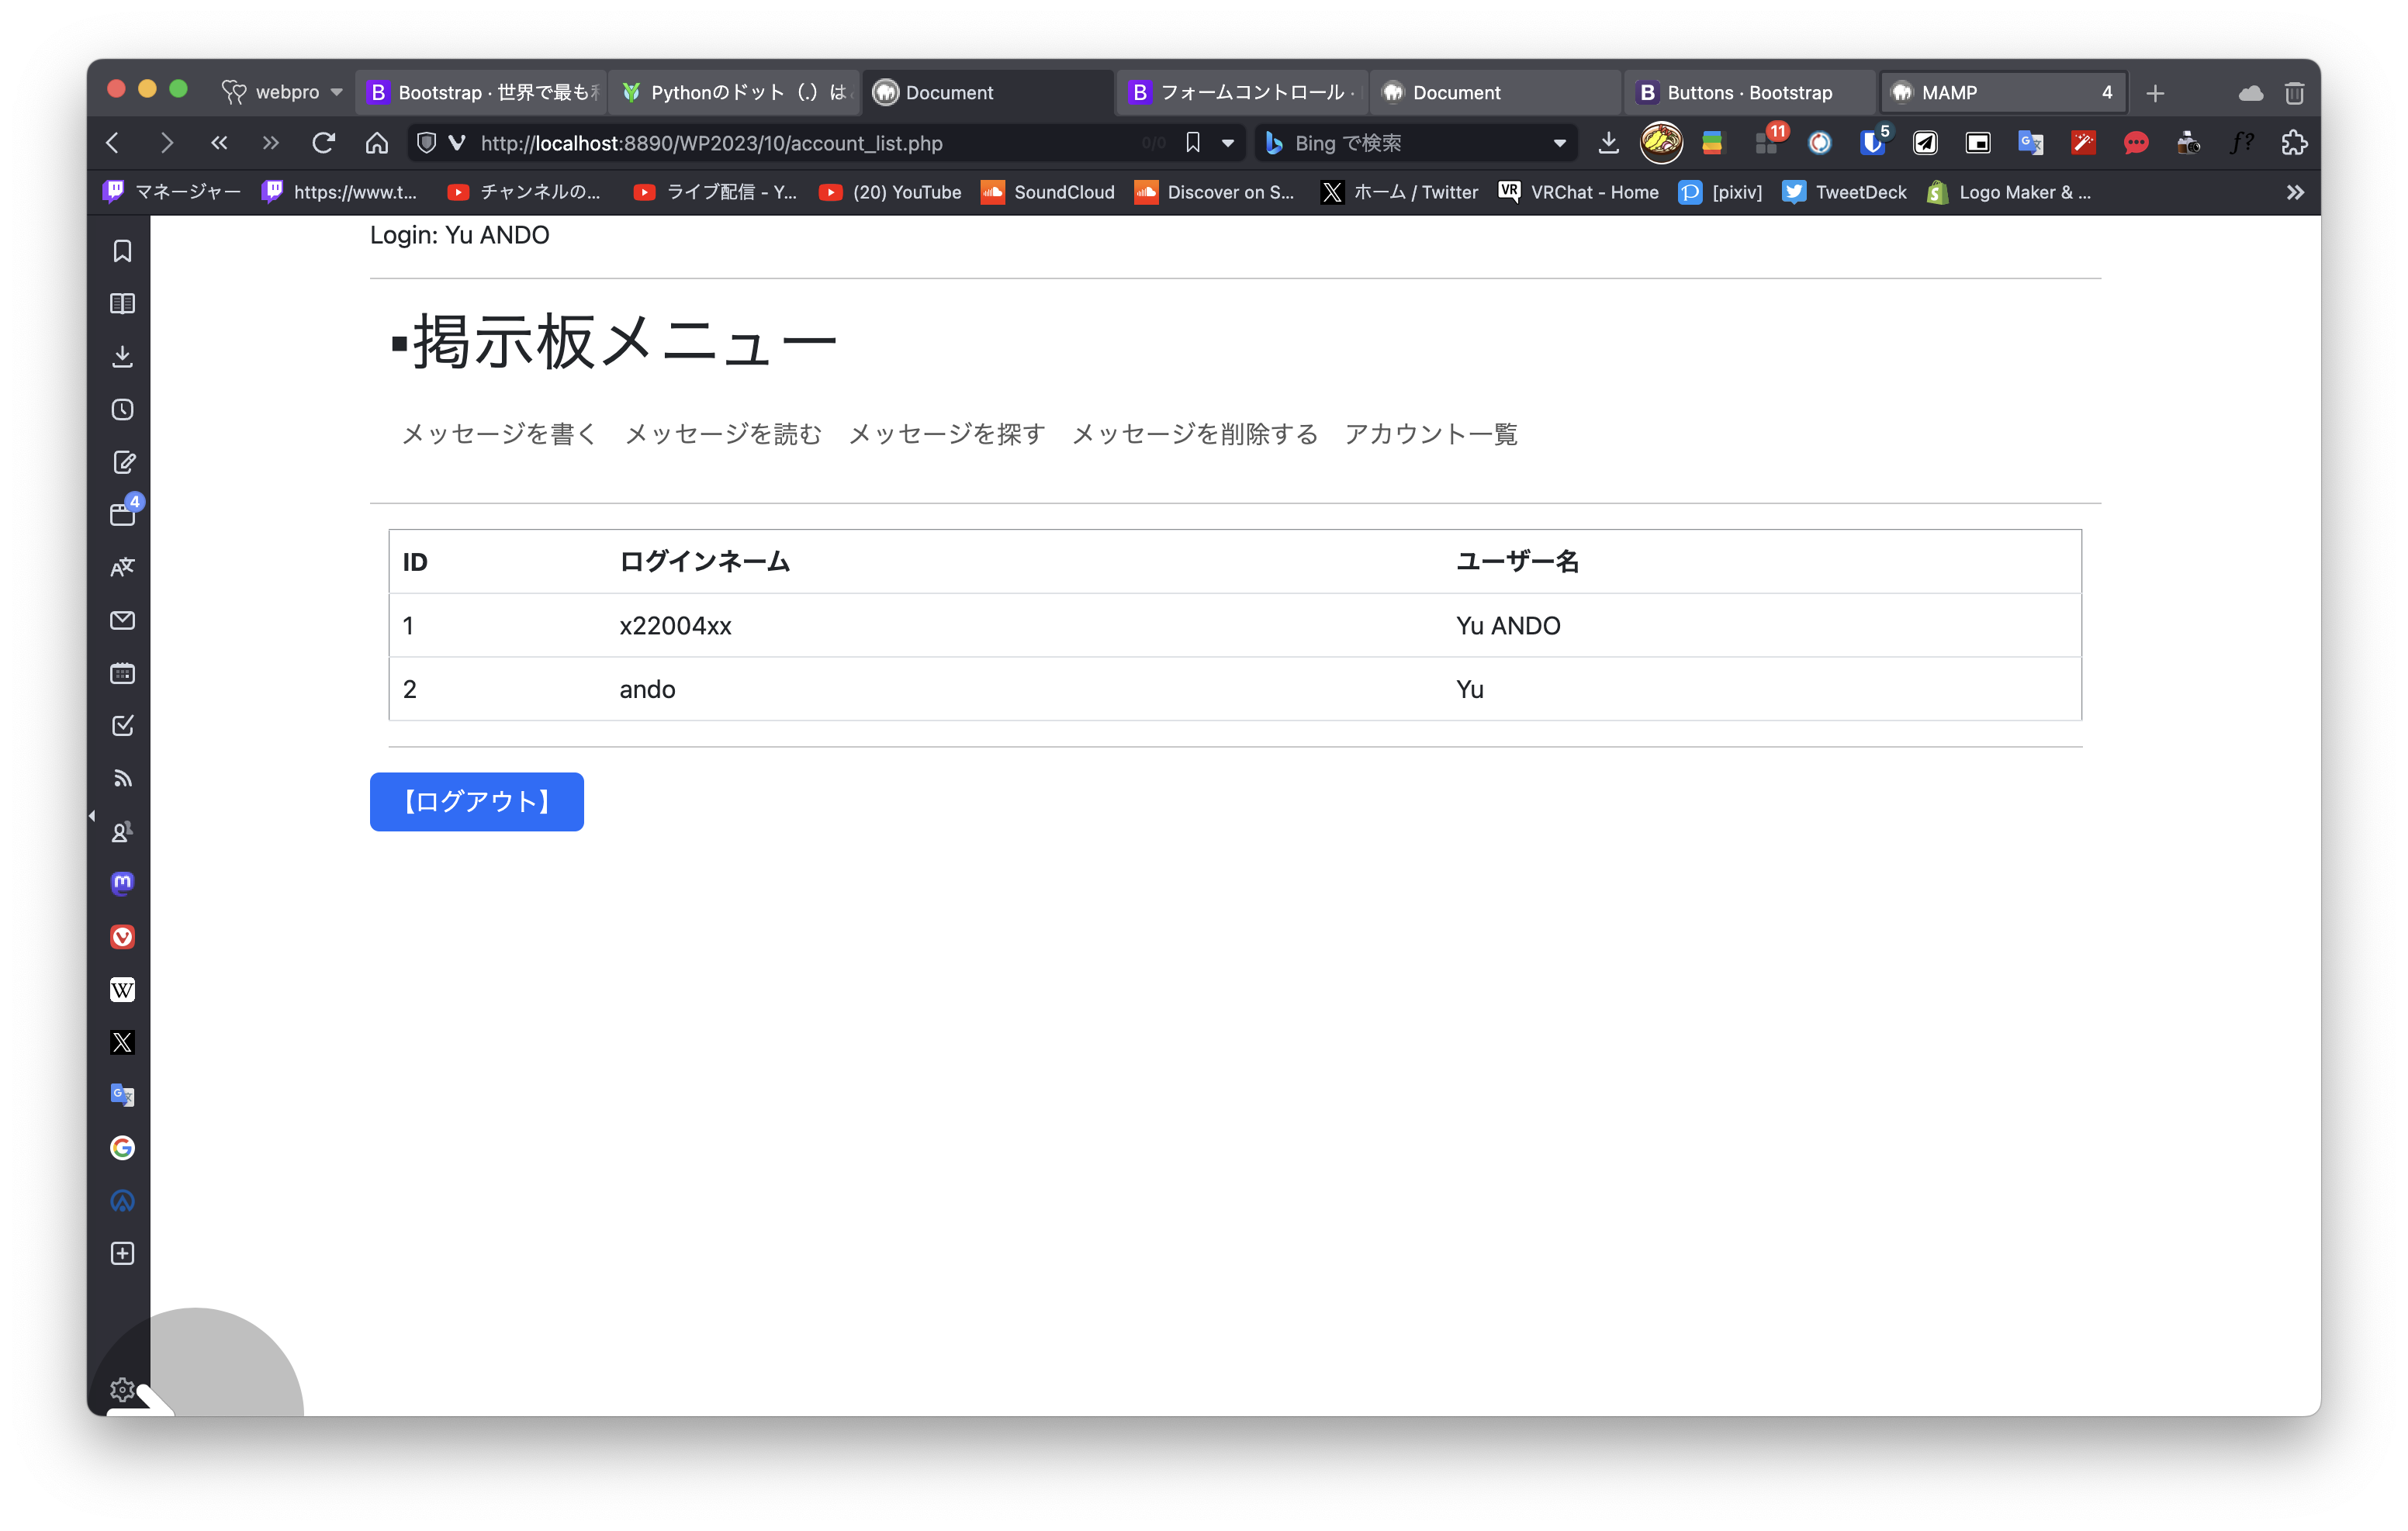 webpro
Bootstrap · 世界で最も
Pythonのドット（.）は
Document
フォームコントロール ·
Document
Buttons · Bootstrap
MAMP 4
http://localhost:8890/WP2023/10/account_list.php 0/0
Bing で検索
11
5
f?
マネージャー
https://www.t...
チャンネルの...
ライブ配信 - Y...
(20) YouTube
SoundCloud
Discover on S...
ホーム / Twitter
VRChat - Home
[pixiv]
TweetDeck
Logo Maker & ...
4
Login: Yu ANDO
▪掲示板メニュー
メッセージを書く メッセージを読む メッセージを探す メッセージを削除する アカウント一覧
ID ログインネーム ユーザー名
1 x22004xx Yu ANDO
2 ando Yu
【ログアウト】